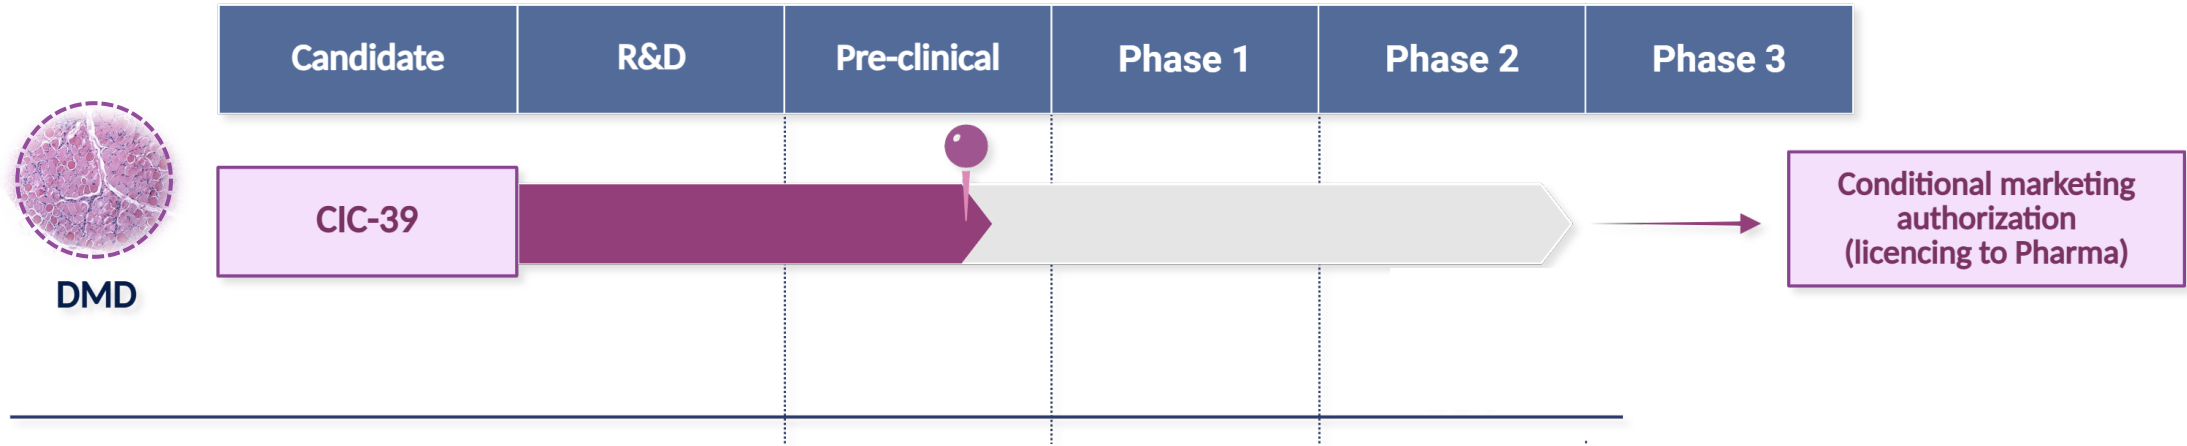 Candidate
R&D
Pre-clinical
Phase 1
Phase 2
Phase 3
CIC-39
DMD
Conditional marketing
authorization
(licencing to Pharma)